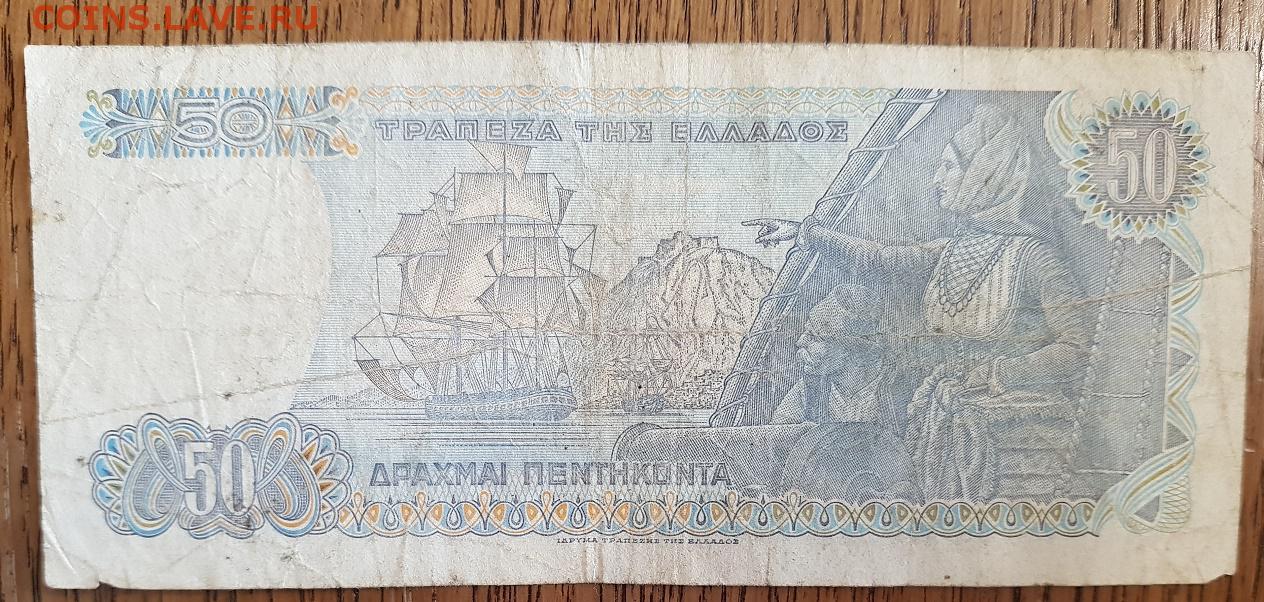 COINS.LAVE.RU
50
ΤΡΑΠΕΖΑ ΤΗΣ ΕΛΛΑΔΟΣ
50
50
ΔΡΑΧΜΑΙ ΠΕΝΤΗΚΟΝΤΑ
ΙΔΡΥΜΑ ΤΡΑΠΕΖΗΣ ΤΗΣ ΕΛΛΑΔΟΣ